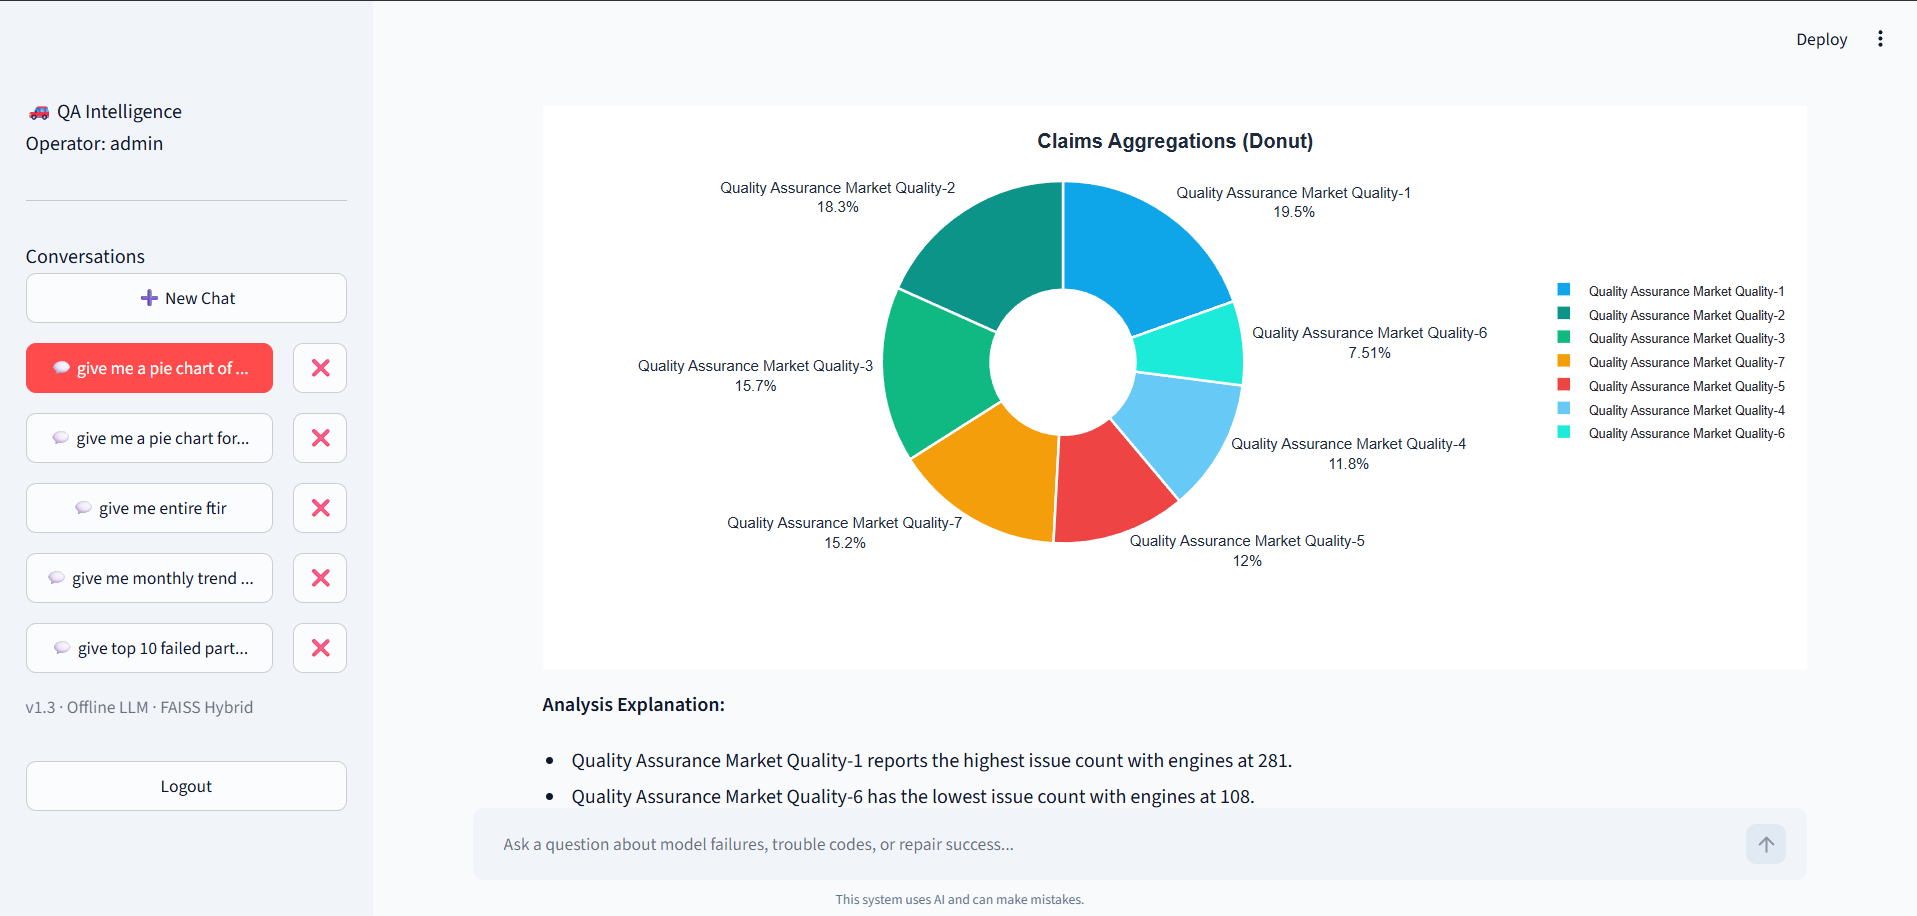 Deploy
QA Intelligence
Operator: admin
Conversations
New Chat
give me a pie chart of ...
give me a pie chart for...
give me entire ftir
give me monthly trend ...
give top 10 failed part...
v1.3 · Offline LLM · FAISS Hybrid
Logout
Claims Aggregations (Donut)
Quality Assurance Market Quality-2
18.3%
Quality Assurance Market Quality-1
19.5%
Quality Assurance Market Quality-6
7.51%
Quality Assurance Market Quality-3
15.7%
Quality Assurance Market Quality-4
11.8%
Quality Assurance Market Quality-7
15.2%
Quality Assurance Market Quality-5
12%
Quality Assurance Market Quality-1
Quality Assurance Market Quality-2
Quality Assurance Market Quality-3
Quality Assurance Market Quality-7
Quality Assurance Market Quality-5
Quality Assurance Market Quality-4
Quality Assurance Market Quality-6
Analysis Explanation:
• Quality Assurance Market Quality-1 reports the highest issue count with engines at 281.
• Quality Assurance Market Quality-6 has the lowest issue count with engines at 108.
Ask a question about model failures, trouble codes, or repair success...
This system uses AI and can make mistakes.